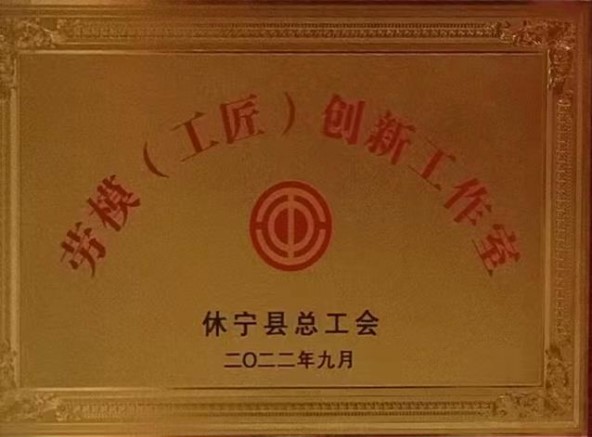 劳模（工匠）创新工作室
休宁县总工会
二〇二二年九月